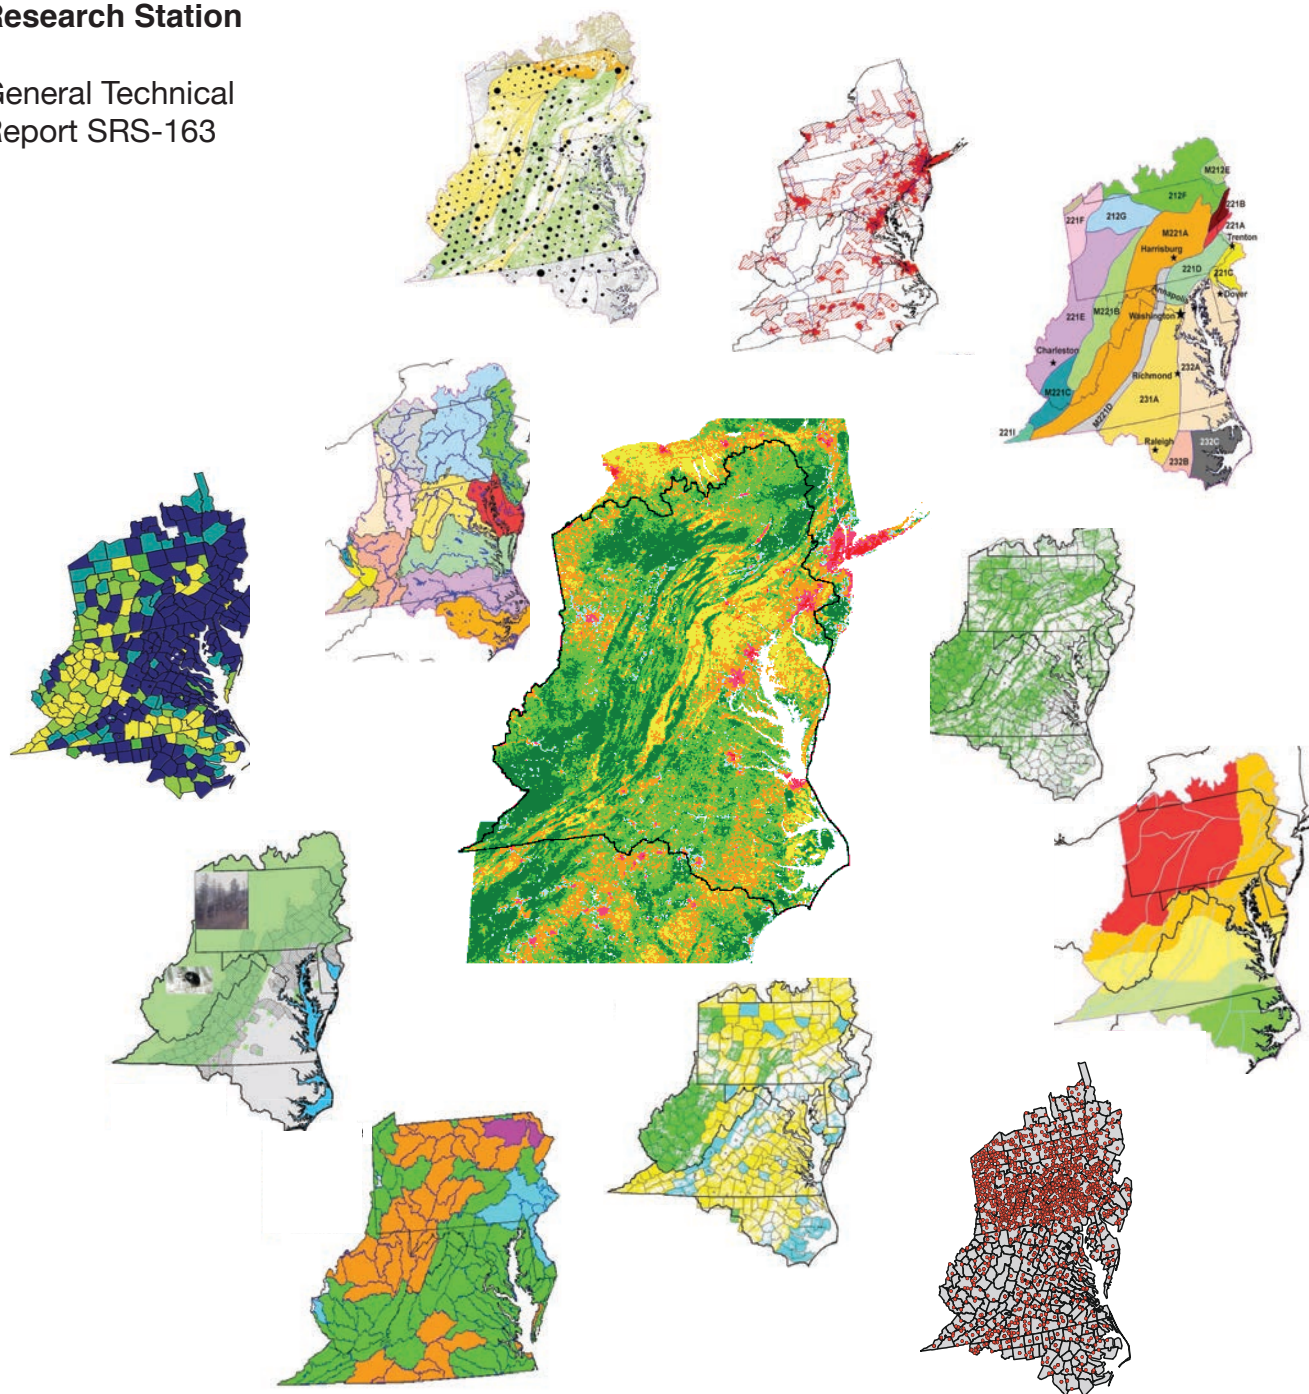 Research Station
General Technical
Report SRS-163
M212E
212F
221B
221F
212G
221A
M221A
Trenton
Harrisburg
221D
221C
Annapolis
Dover
M221B
Washington
221E
Charleston
Richmond
232A
M221C
231A
M221D
221I
Raleigh
232C
232B